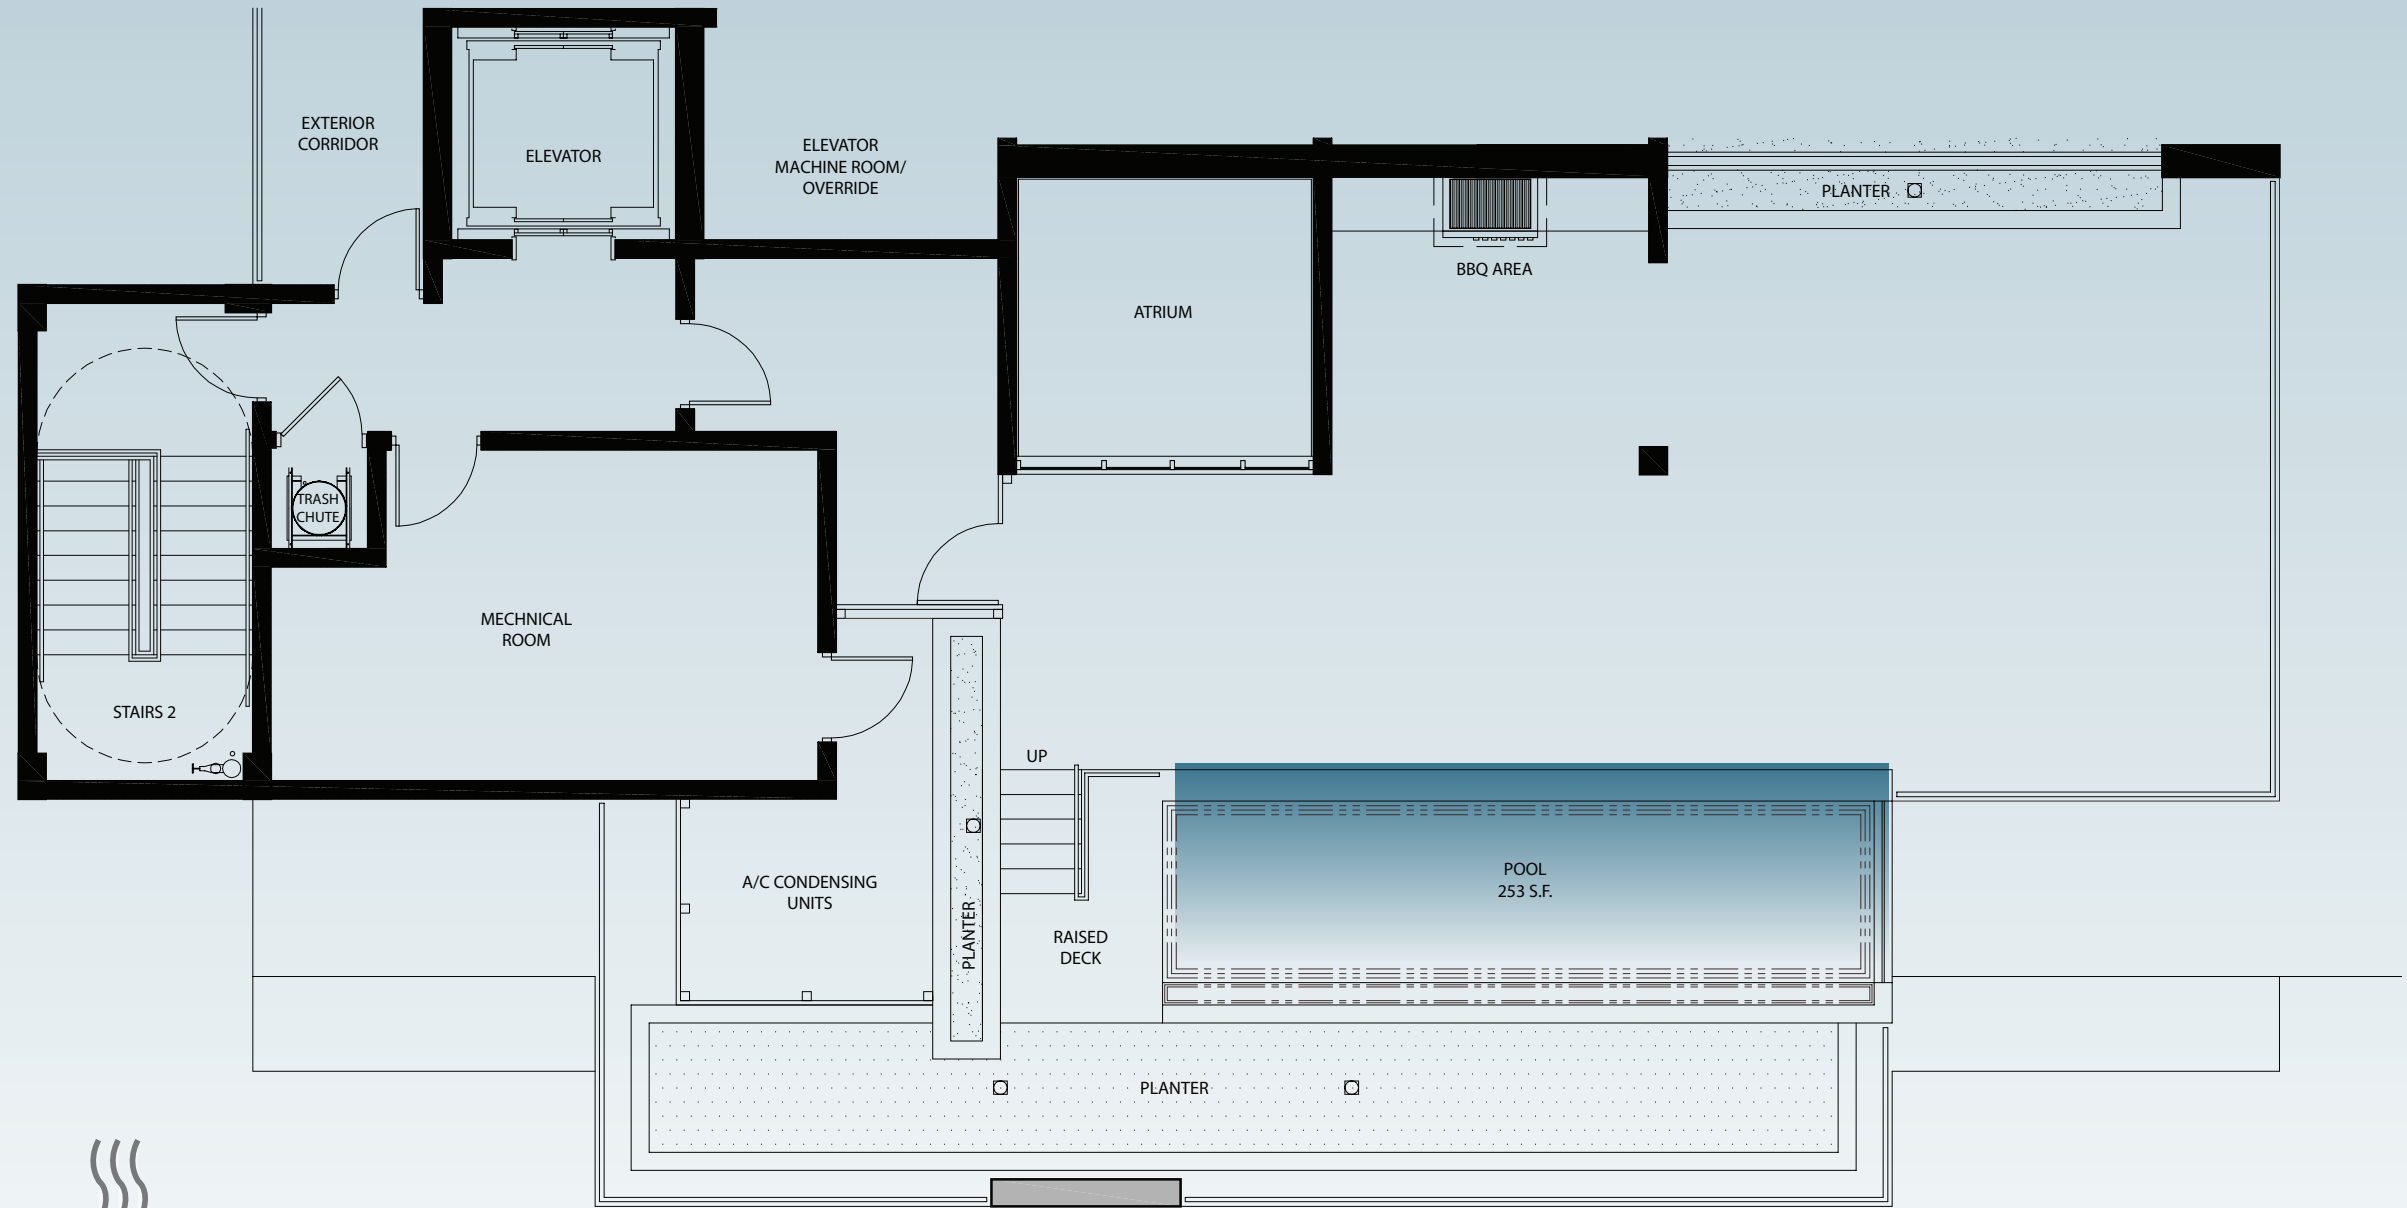 EXTERIOR
CORRIDOR
ELEVATOR
ELEVATOR
MACHINE ROOM/
OVERRIDE
PLANTER
BBQ AREA
ATRIUM
TRASH
CHUTE
MECHNICAL
ROOM
STAIRS 2
UP
POOL
253 S.F.
A/C CONDENSING
UNITS
PLANTER
RAISED
DECK
PLANTER